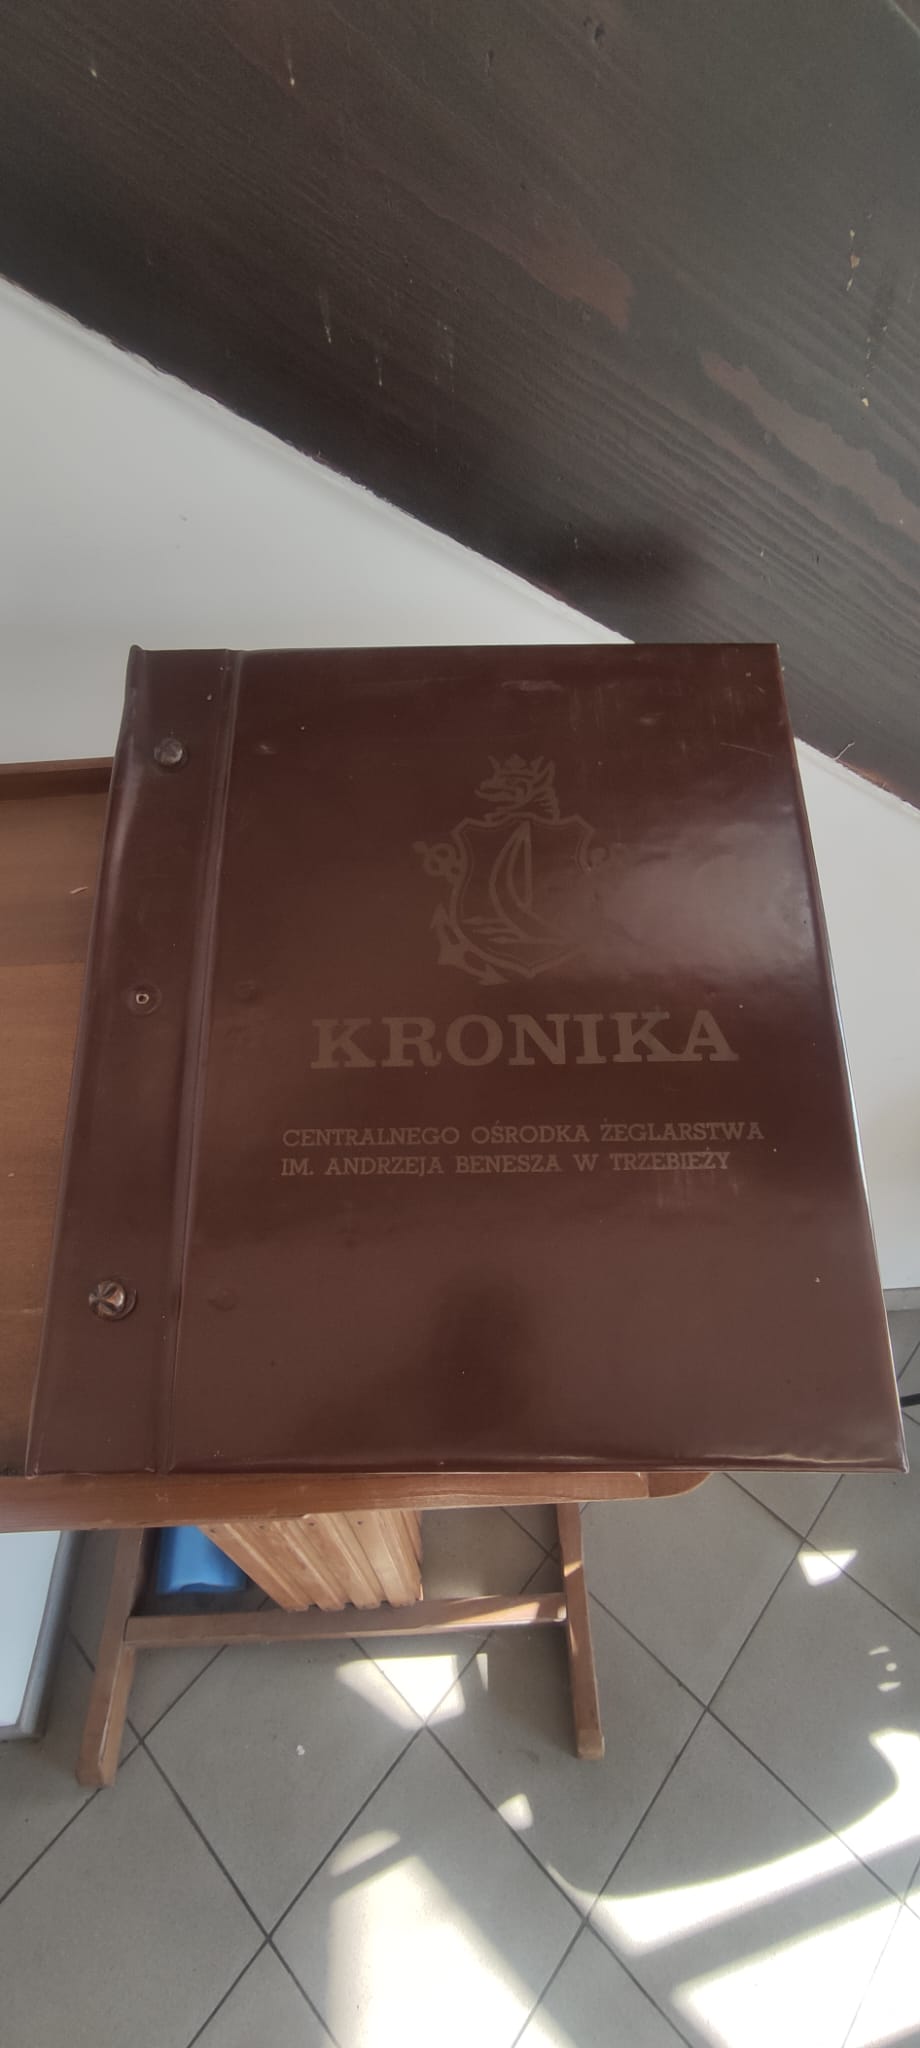 KRONIKA
CENTRALNEGO OŚRODKA ŻEGLARSTWA
IM. ANDRZEJA BENESZA W TRZEBIEŻY